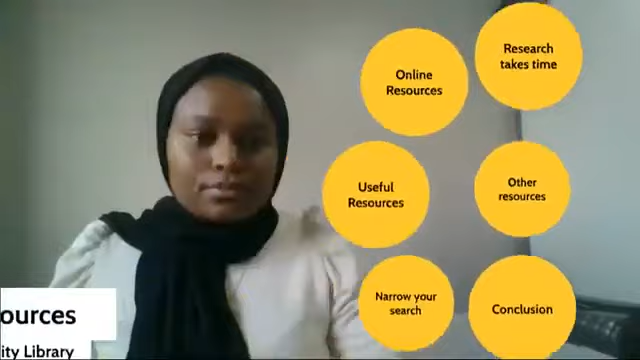 Online
Resources
Research
takes time
Useful
Resources
Other
resources
Narrow your
search
Conclusion
ources
ity Library